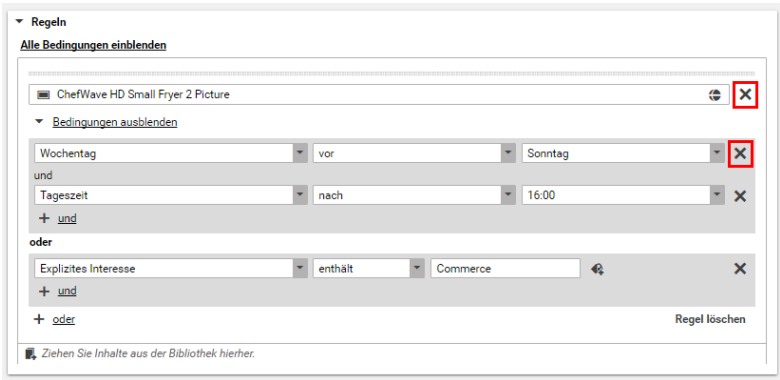 Regeln
Alle Bedingungen einblenden
ChefWave HD Small Fryer 2 Picture
Bedingungen ausblenden
Wochentag vor Sonntag
und
Tageszeit nach 16:00
+ und
oder
Explizites Interesse enthält Commerce
+ und
+ oder Regel löschen
Ziehen Sie Inhalte aus der Bibliothek hierher.